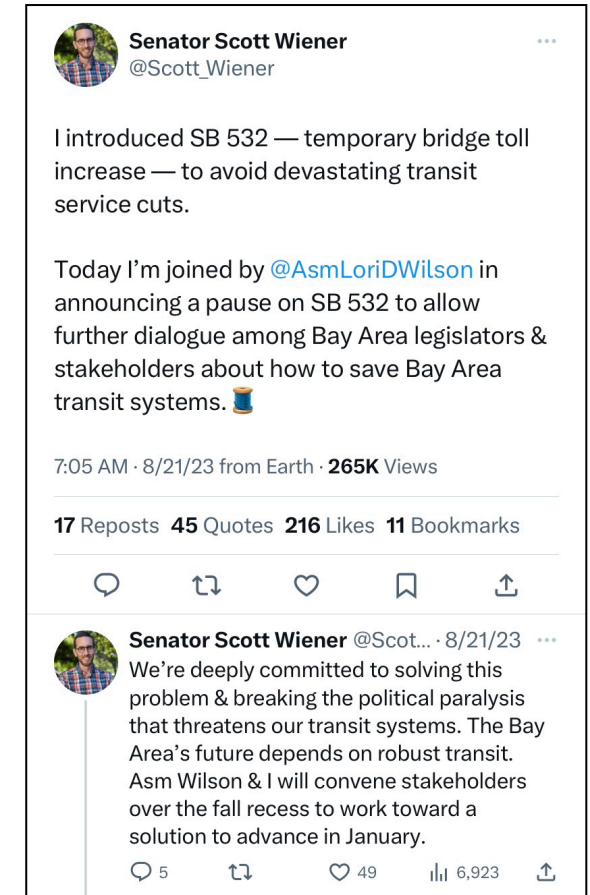 Senator Scott Wiener
@Scott_Wiener
I introduced SB 532 — temporary bridge toll
increase — to avoid devastating transit
service cuts.
Today I’m joined by @AsmLoriDWilson in
announcing a pause on SB 532 to allow
further dialogue among Bay Area legislators &
stakeholders about how to save Bay Area
transit systems.🧵
7:05 AM · 8/21/23 from Earth · 265K Views
17 Reposts 45 Quotes 216 Likes 11 Bookmarks
Senator Scott Wiener @Scot... · 8/21/23
We’re deeply committed to solving this
problem & breaking the political paralysis
that threatens our transit systems. The Bay
Area’s future depends on robust transit.
Asm Wilson & I will convene stakeholders
over the fall recess to work toward a
solution to advance in January.
5 49 6,923